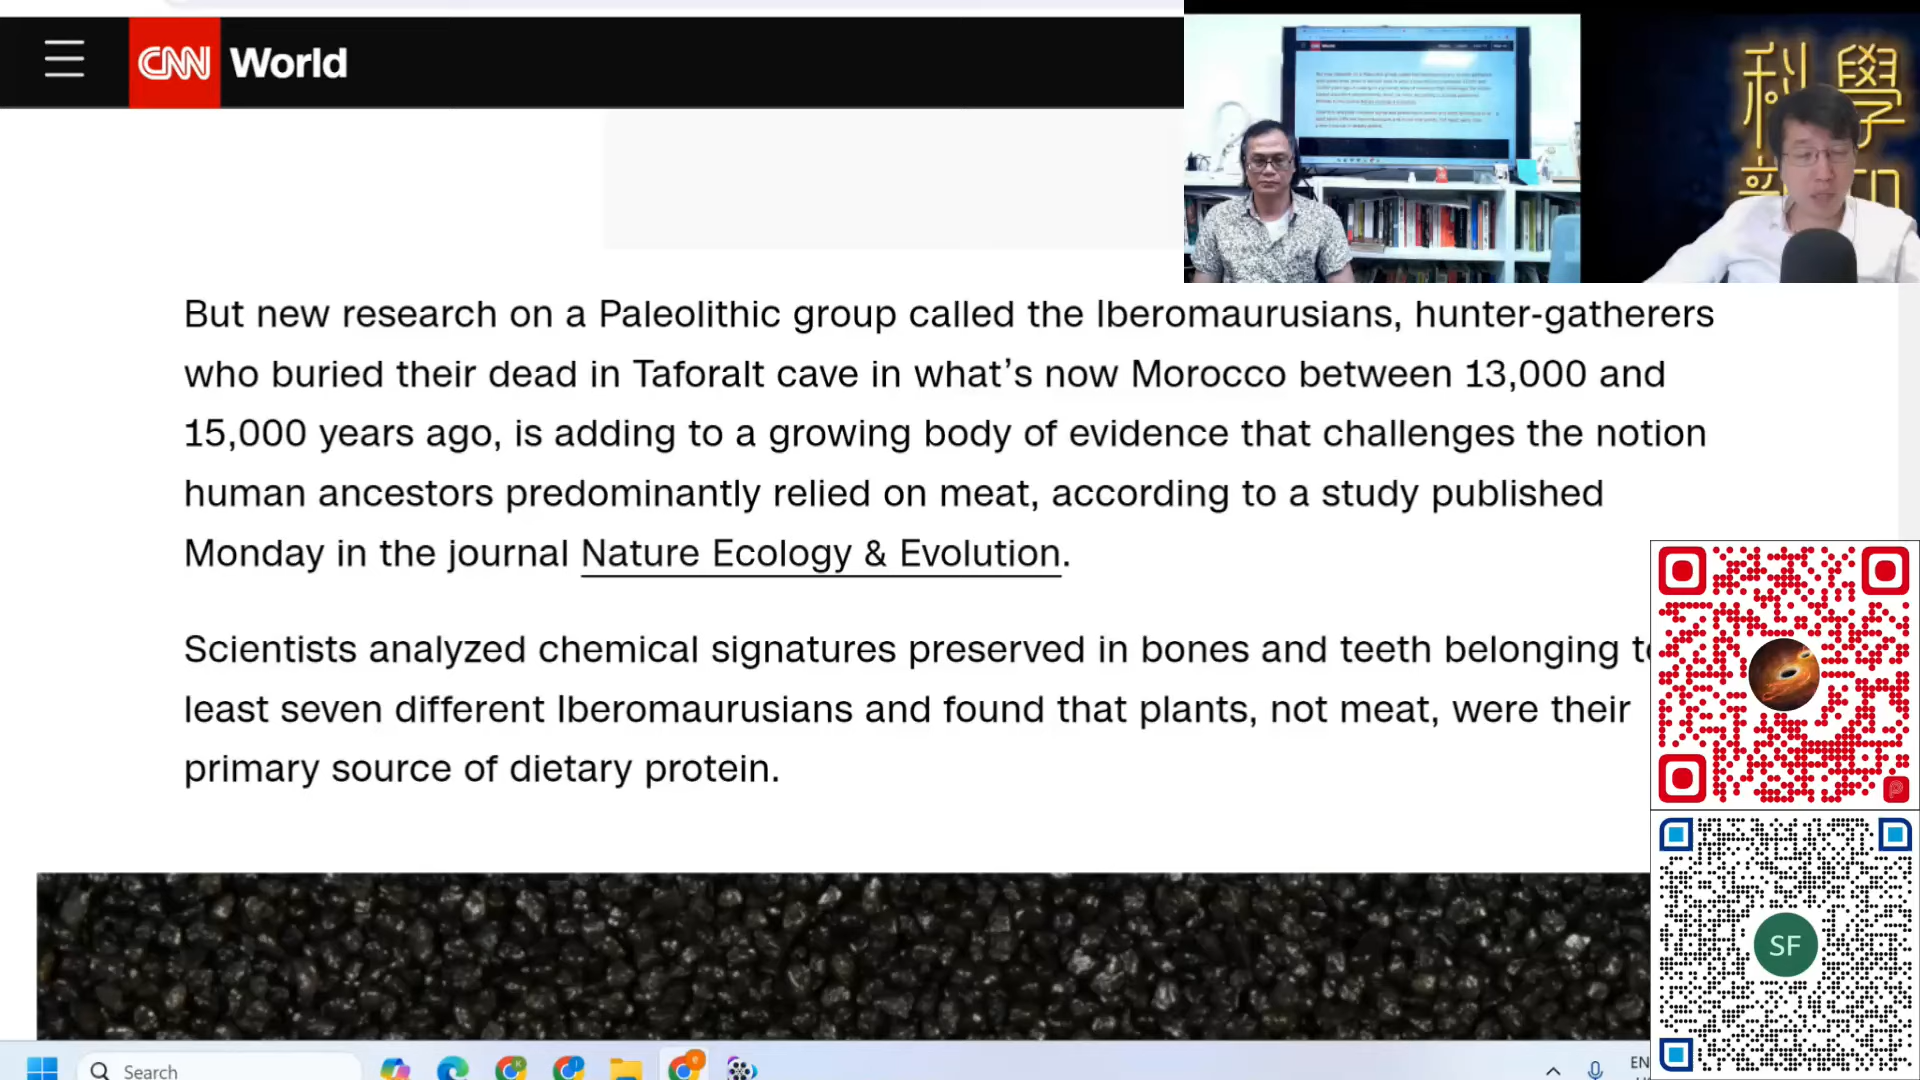 CNN World
科學
But new research on a Paleolithic group called the Iberomaurusians, hunter-gatherers
who buried their dead in Taforalt cave in what's now Morocco between 13,000 and
15,000 years ago, is adding to a growing body of evidence that challenges the notion
human ancestors predominantly relied on meat, according to a study published
Monday in the journal Nature Ecology & Evolution.
Scientists analyzed chemical signatures preserved in bones and teeth belonging
least seven different Iberomaurusians and found that plants, not meat, were their
primary source of dietary protein.
SF
Search
EN